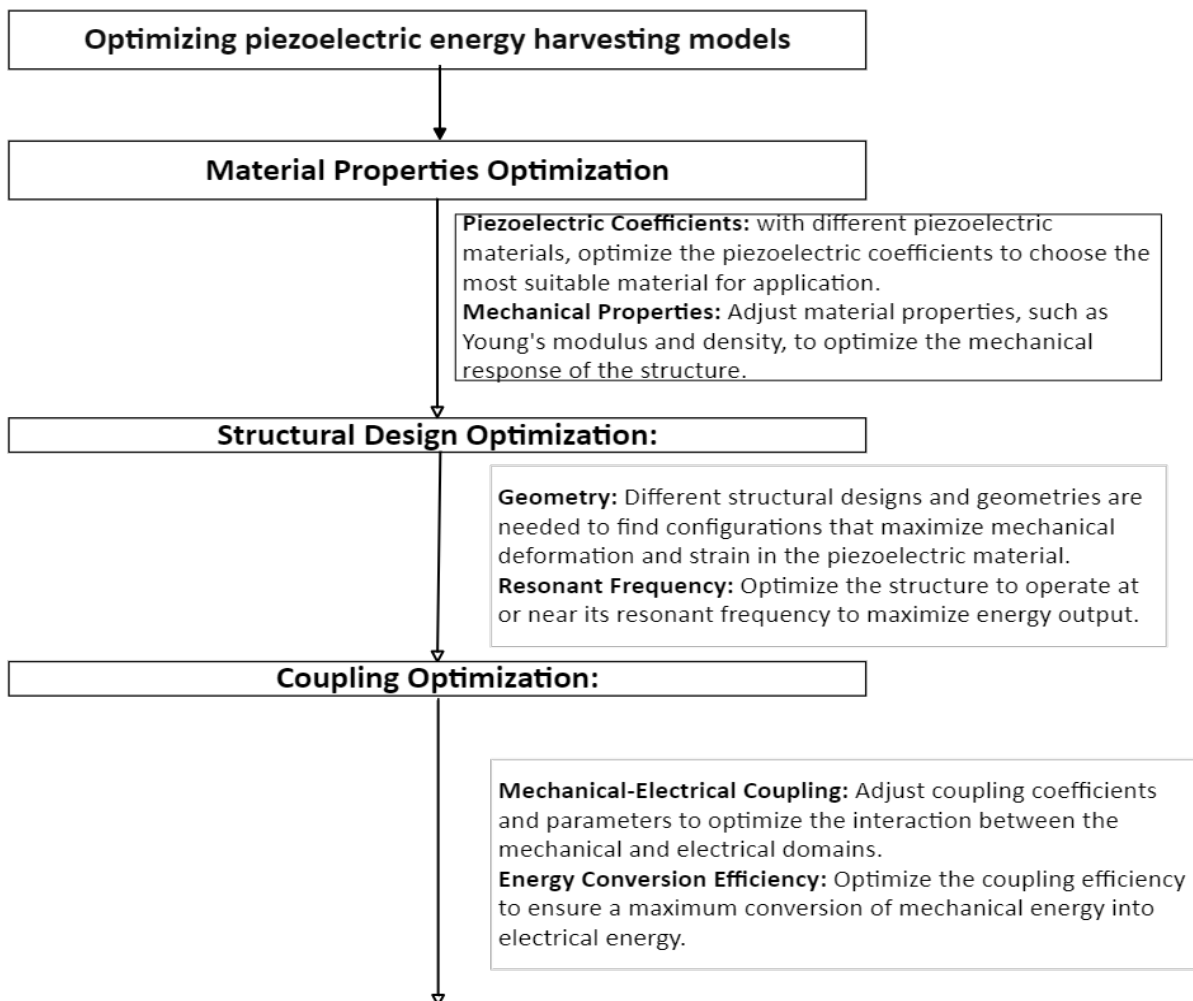 Optimizing piezoelectric energy harvesting models
Material Properties Optimization
Piezoelectric Coefficients: with different piezoelectric
materials, optimize the piezoelectric coefficients to choose the
most suitable material for application.
Mechanical Properties: Adjust material properties, such as
Young's modulus and density, to optimize the mechanical
response of the structure.
Structural Design Optimization:
Geometry: Different structural designs and geometries are
needed to find configurations that maximize mechanical
deformation and strain in the piezoelectric material.
Resonant Frequency: Optimize the structure to operate at
or near its resonant frequency to maximize energy output.
Coupling Optimization:
Mechanical-Electrical Coupling: Adjust coupling coefficients
and parameters to optimize the interaction between the
mechanical and electrical domains.
Energy Conversion Efficiency: Optimize the coupling efficiency
to ensure a maximum conversion of mechanical energy into
electrical energy.